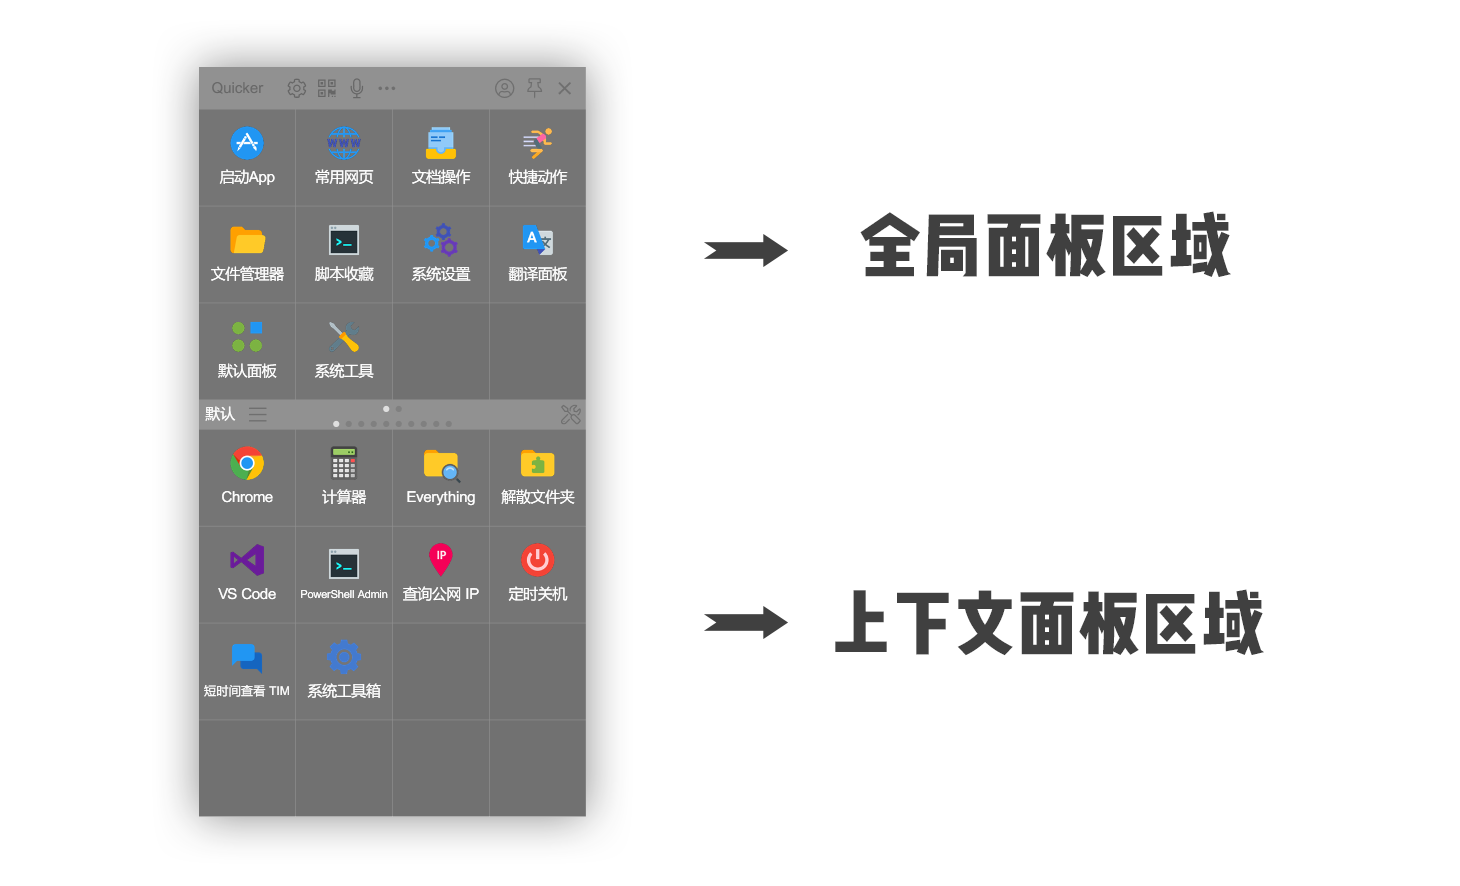 Quicker
启动App 常用网页 文档操作 快捷动作
WWW
文件管理器 脚本收藏 系统设置 翻译面板
A 文
默认面板 系统工具
默认
Chrome 计算器 Everything 解散文件夹
IP
VS Code PowerShell Admin 查询公网 IP 定时关机
短时间查看 TIM 系统工具箱
全局面板区域
上下文面板区域